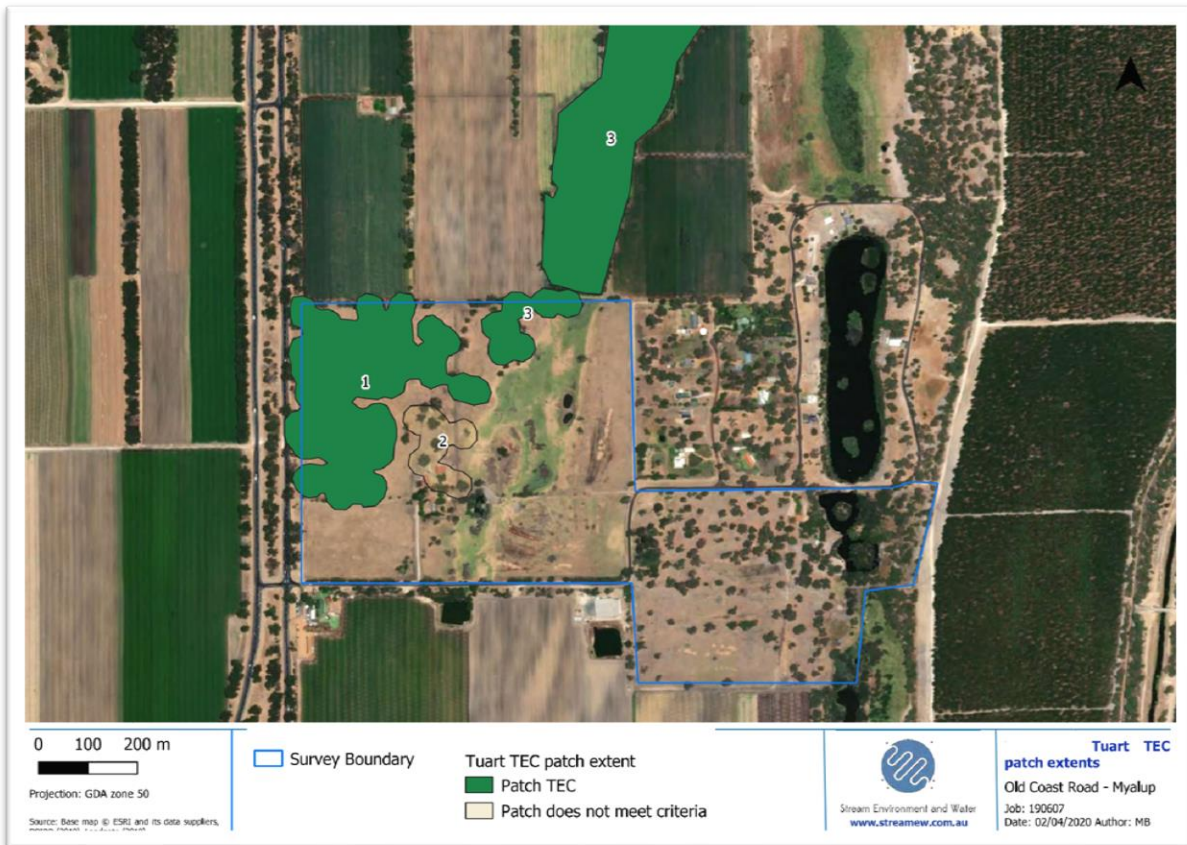 3
3
1
2
0 100 200 m
Projection: GDA zone 50
Source: Base map © ESRI and its data suppliers,
Survey Boundary
Tuart TEC patch extent
Patch TEC
Patch does not meet criteria
Stream Environment and Water
www.streamew.com.au
Tuart TEC
patch extents
Old Coast Road - Myalup
Job: 190607
Date: 02/04/2020 Author: MB